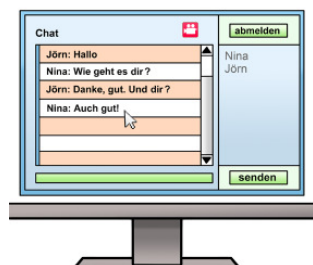 Chat
abmelden
Jörn: Hallo
Nina: Wie geht es dir?
Jörn: Danke, gut. Und dir?
Nina: Auch gut!
Nina
Jörn
senden